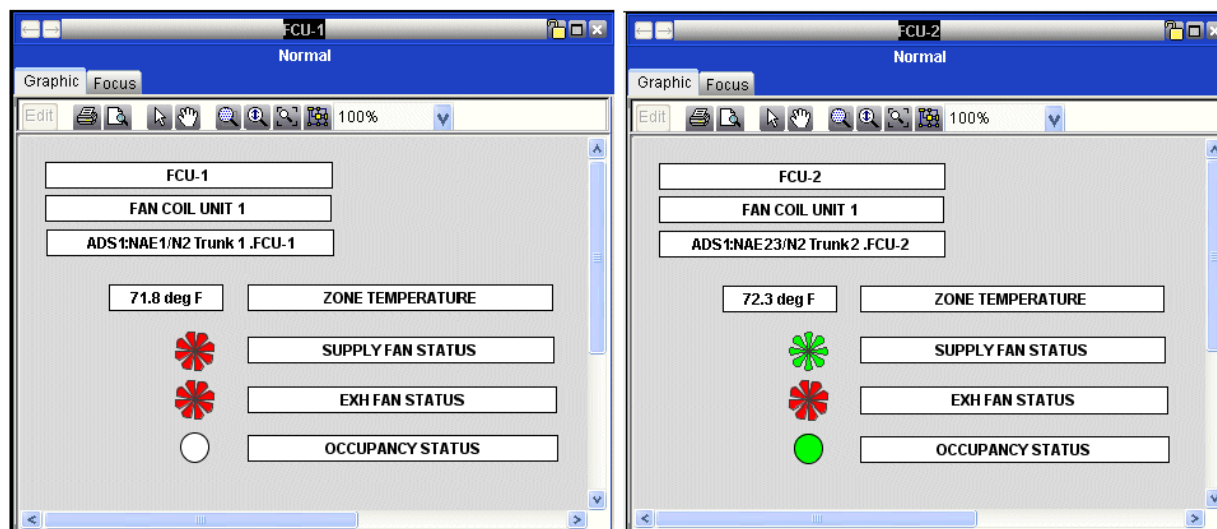 FCU-1
Normal
Graphic Focus
Edit 100%
FCU-1
FAN COIL UNIT 1
ADS1:NAE1/N2 Trunk 1 .FCU-1
71.8 deg F ZONE TEMPERATURE
SUPPLY FAN STATUS
EXH FAN STATUS
OCCUPANCY STATUS
FCU-2
Normal
Graphic Focus
Edit 100%
FCU-2
FAN COIL UNIT 1
ADS1:NAE23/N2 Trunk2 .FCU-2
72.3 deg F ZONE TEMPERATURE
SUPPLY FAN STATUS
EXH FAN STATUS
OCCUPANCY STATUS